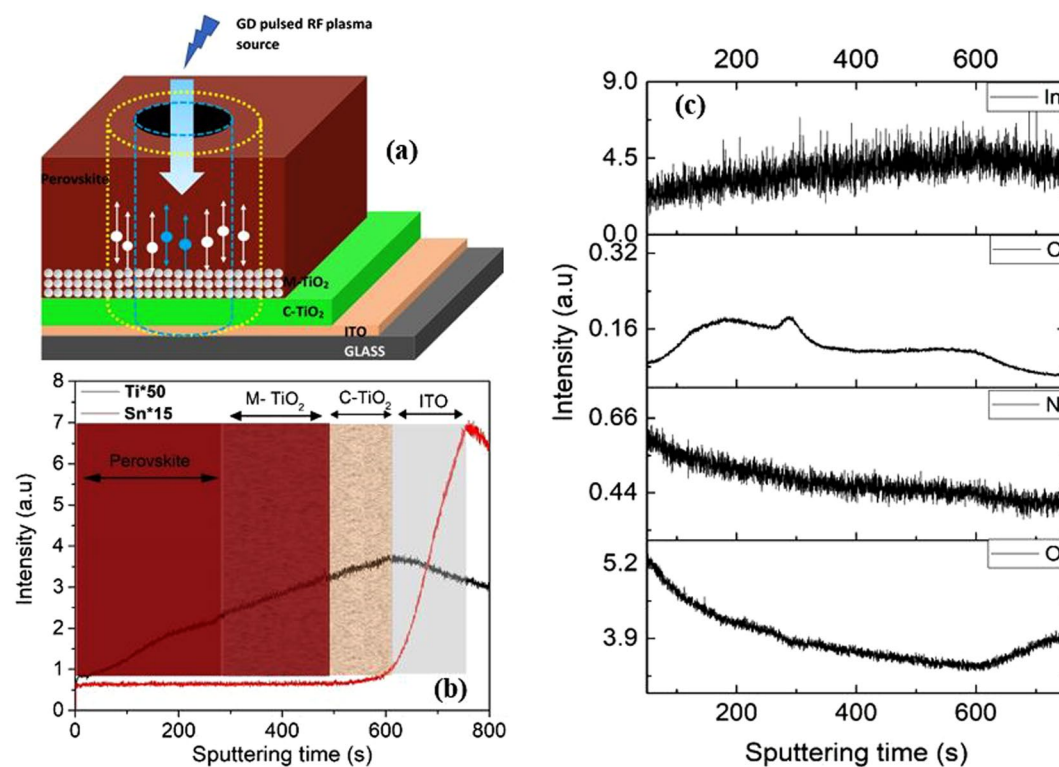 GD pulsed RF plasma
source
(a)
Perovskite
M-TiO₂
C-TiO₂
ITO
GLASS
8
7
6
5
4
3
2
1
0
Intensity (a.u)
Ti*50
Sn*15
M- TiO₂
C-TiO₂
ITO
Perovskite
(b)
0 200 400 600 800
Sputtering time (s)
200 400 600
(c)
9.0
4.5
0.0
In
0.32
0.16
C
0.66
0.44
N
5.2
3.9
O
Intensity (a.u)
200 400 600
Sputtering time (s)